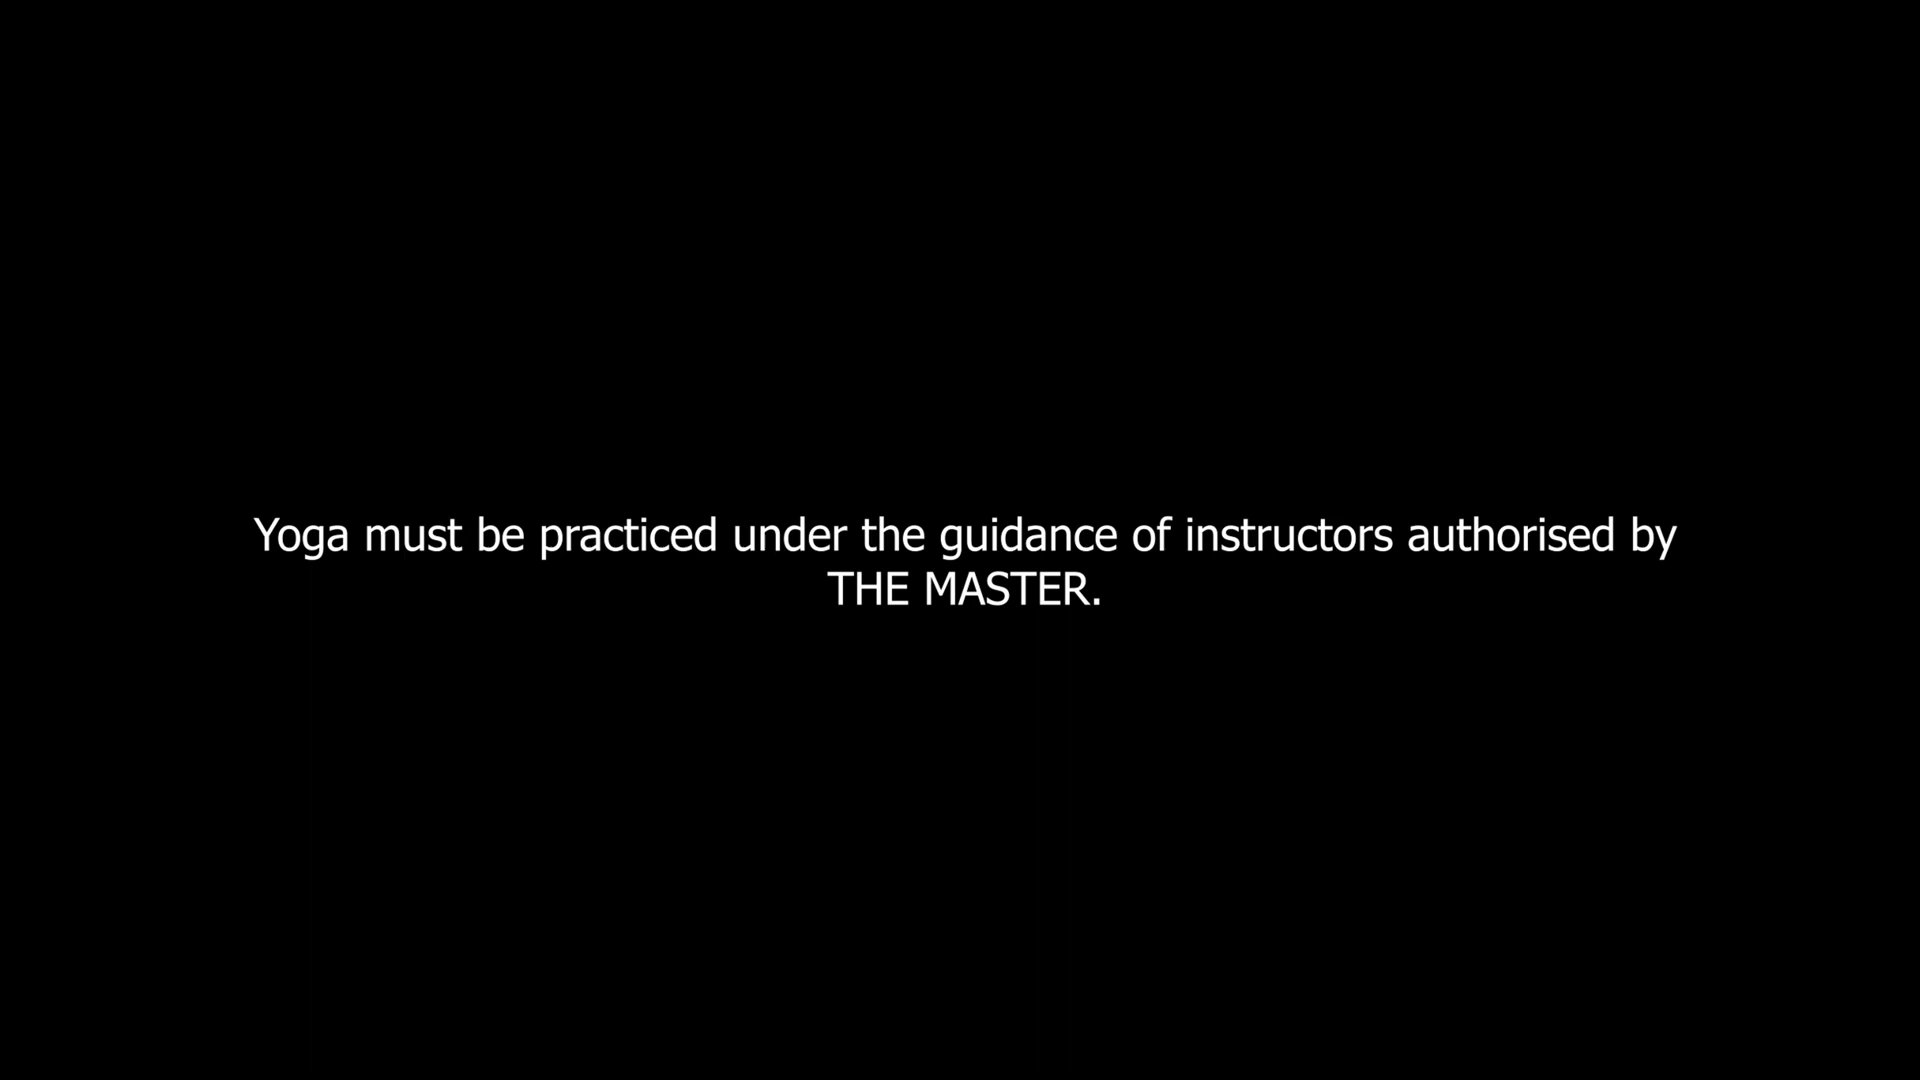 Yoga must be practiced under the guidance of instructors authorised by
THE MASTER.